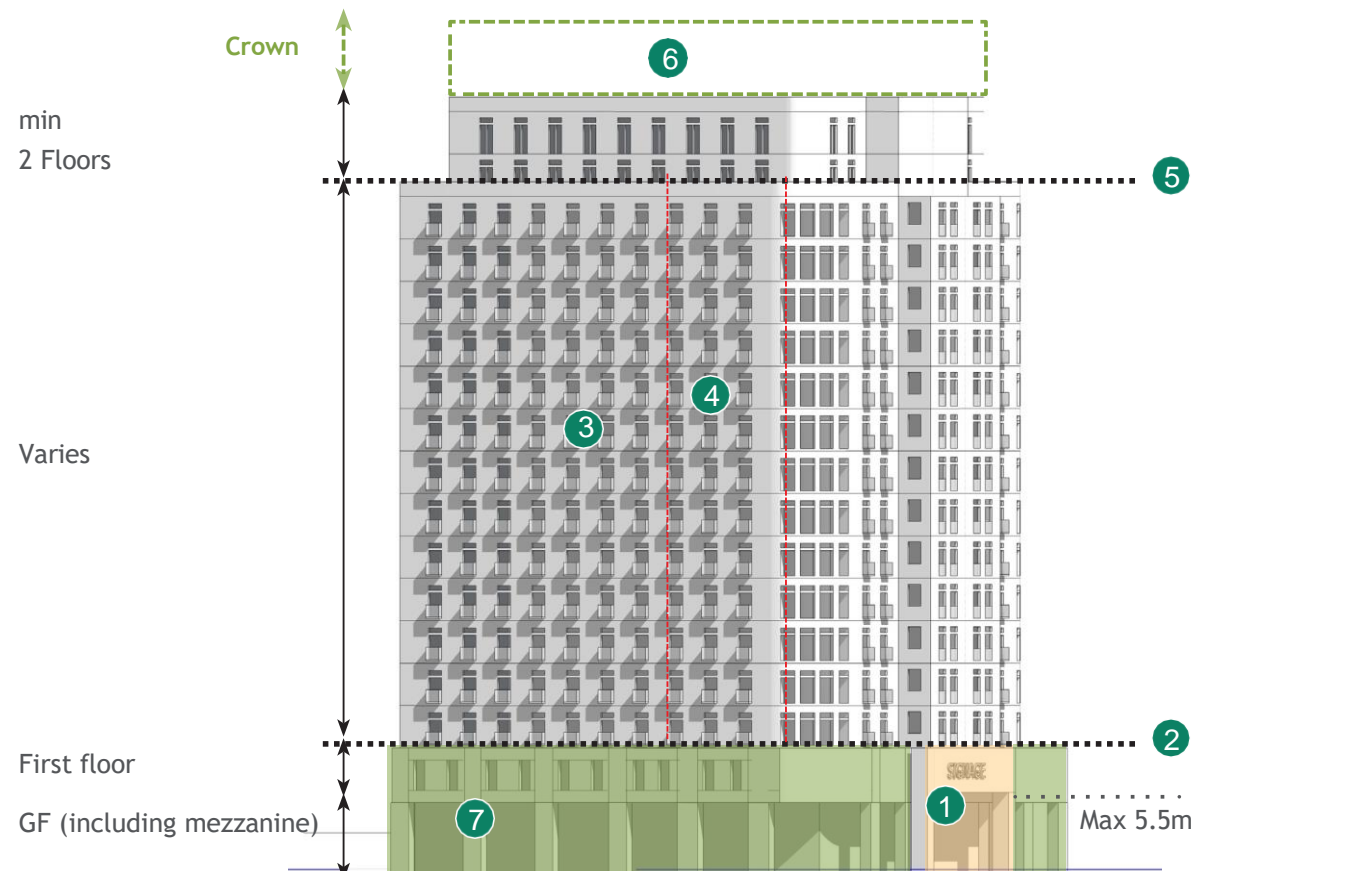 Crown
6
min
2 Floors
5
4
3
Varies
2
First floor
SIGNAGE
1
GF (including mezzanine)
7
Max 5.5m